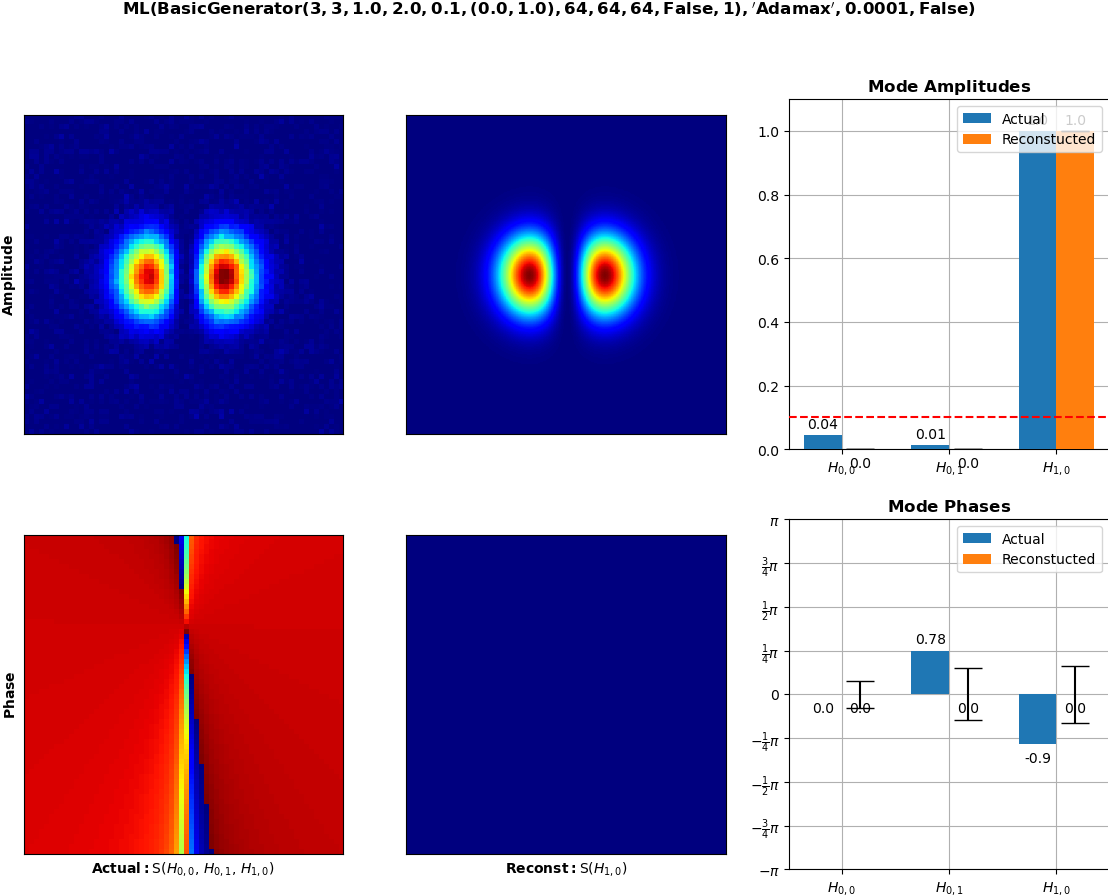 ML(BasicGenerator(3, 3, 1.0, 2.0, 0.1, (0.0, 1.0), 64, 64, 64, False, 1), ′Adamax′, 0.0001, False)
Amplitude
Mode Amplitudes
Actual
Reconstucted
1.0
1.0
0.8
0.6
0.4
0.2
0.0
0.04
0.0
0.01
0.0
H0,0
H0,1
H1,0
Phase
Actual: S(H0,0, H0,1, H1,0)
Reconst: S(H1,0)
Mode Phases
Actual
Reconstucted
π
3/4π
1/2π
1/4π
0
−1/4π
−1/2π
−3/4π
−π
0.0
0.0
0.78
0.0
-0.9
0.0
H0,0
H0,1
H1,0